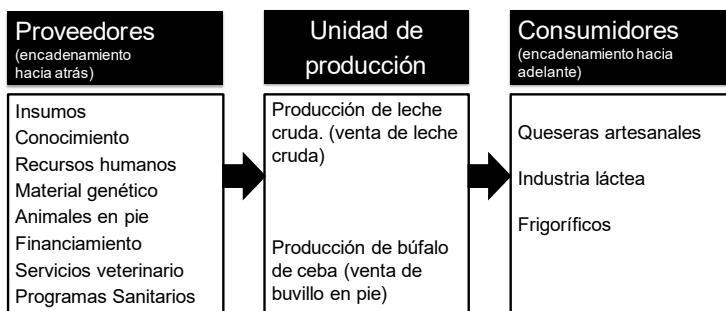 Proveedores
(encadenamiento
hacia atrás)
Insumos
Conocimiento
Recursos humanos
Material genético
Animales en pie
Financiamiento
Servicios veterinario
Programas Sanitarios
Unidad de
producción
Producción de leche
cruda. (venta de leche
cruda)
Producción de búfalo
de ceba (venta de
buvillo en pie)
Consumidores
(encadenamiento hacia
adelante)
Queseras artesanales
Industria láctea
Frigoríficos